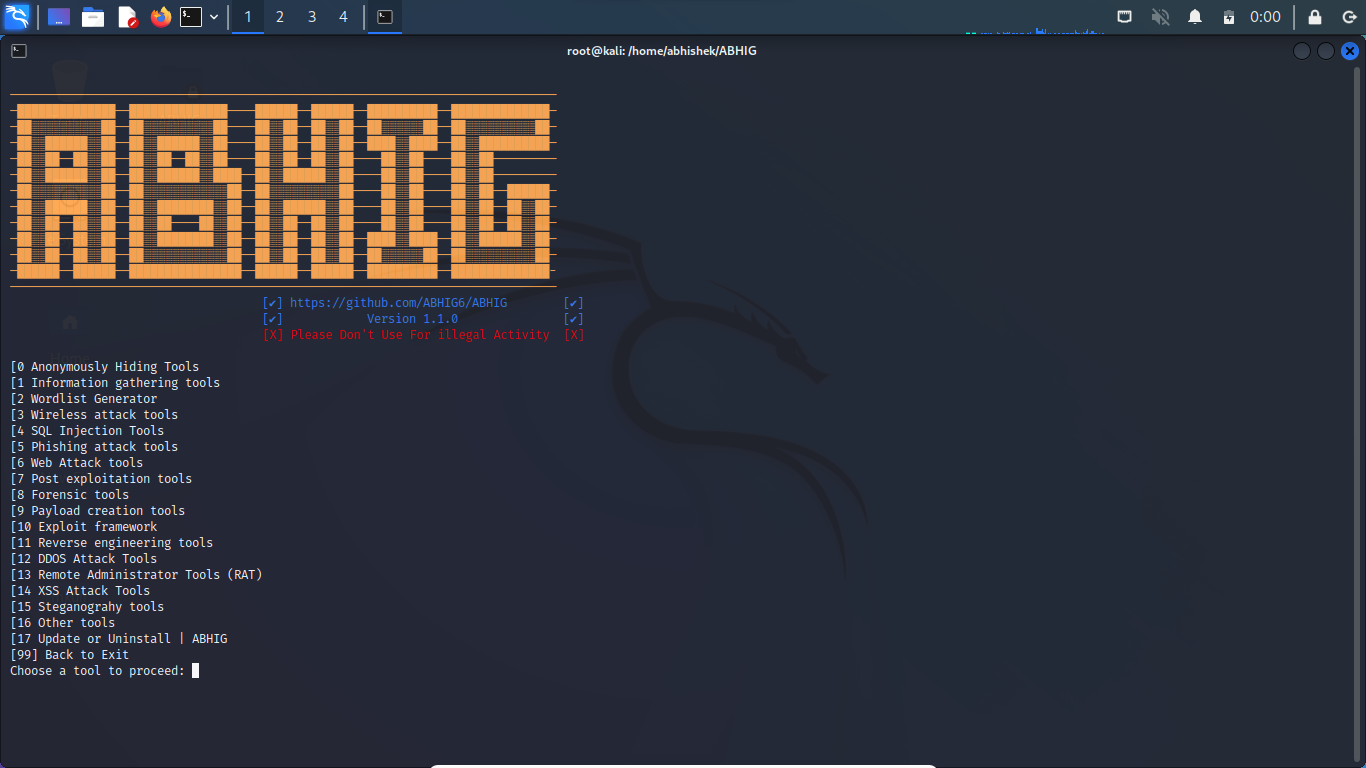 1 2 3 4
0:00
root@kali: /home/abhishek/ABHIG
ABHIG
[✔] https://github.com/ABHIG6/ABHIG [✔]
[✔] Version 1.1.0 [✔]
[X] Please Don't Use For illegal Activity [X]
[0 Anonymously Hiding Tools
[1 Information gathering tools
[2 Wordlist Generator
[3 Wireless attack tools
[4 SQL Injection Tools
[5 Phishing attack tools
[6 Web Attack tools
[7 Post exploitation tools
[8 Forensic tools
[9 Payload creation tools
[10 Exploit framework
[11 Reverse engineering tools
[12 DDOS Attack Tools
[13 Remote Administrator Tools (RAT)
[14 XSS Attack Tools
[15 Steganograhy tools
[16 Other tools
[17 Update or Uninstall | ABHIG
[99] Back to Exit
Choose a tool to proceed: